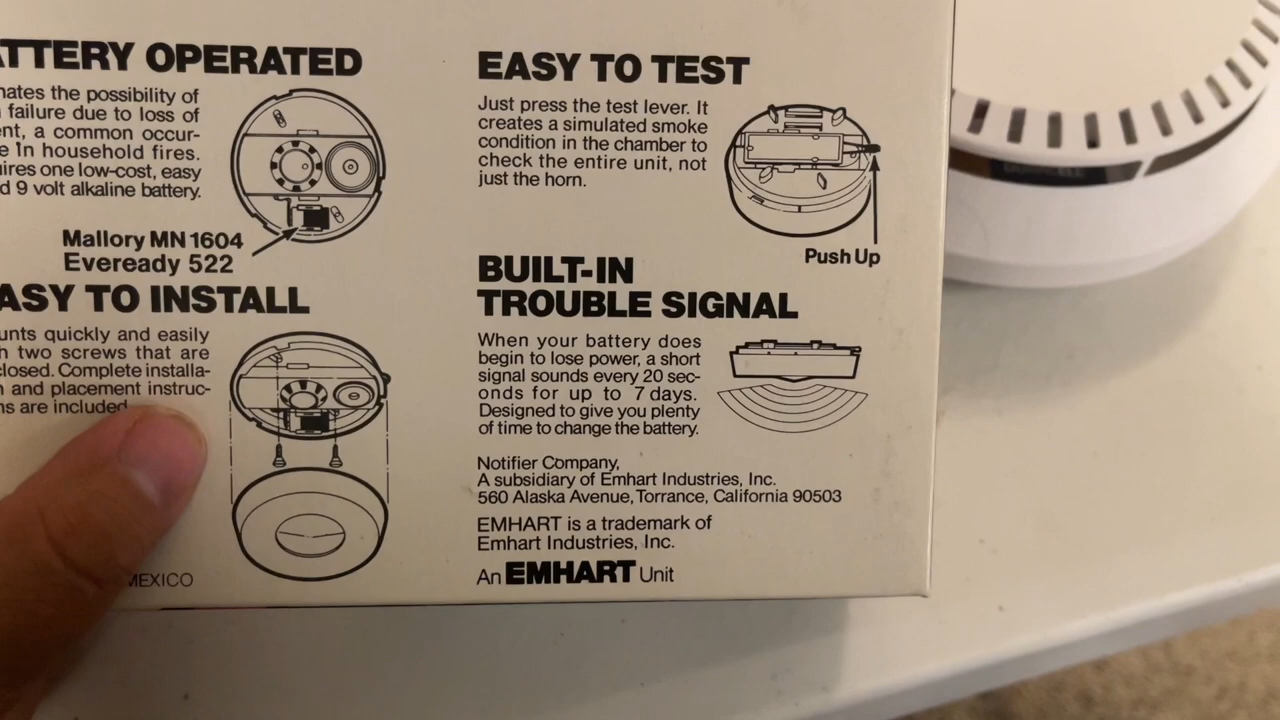 ATTERY OPERATED
nates the possibility of
failure due to loss of
ent, a common occur-
e in household fires.
uires one low-cost, easy
d 9 volt alkaline battery.
Mallory MN 1604
Eveready 522
ASY TO INSTALL
unts quickly and easily
h two screws that are
closed. Complete installa-
n and placement instruc-
ns are included
MEXICO
EASY TO TEST
Just press the test lever. It
creates a simulated smoke
condition in the chamber to
check the entire unit, not
just the horn.
Push Up
BUILT-IN
TROUBLE SIGNAL
When your battery does
begin to lose power, a short
signal sounds every 20 sec-
onds for up to 7 days.
Designed to give you plenty
of time to change the battery.
Notifier Company,
A subsidiary of Emhart Industries, Inc.
560 Alaska Avenue, Torrance, California 90503
EMHART is a trademark of
Emhart Industries, Inc.
An EMHART Unit
DURACELL